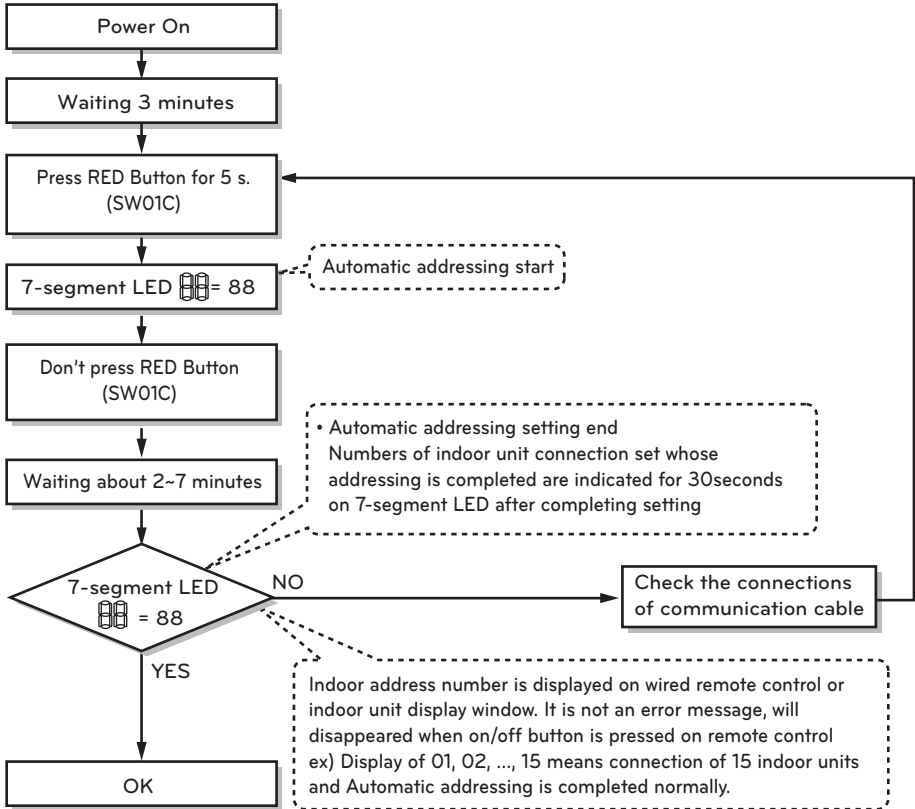 Power On
Waiting 3 minutes
Press RED Button for 5 s.
(SW01C)
7-segment LED 88= 88
Automatic addressing start
Don't press RED Button
(SW01C)
• Automatic addressing setting end
Numbers of indoor unit connection set whose
addressing is completed are indicated for 30seconds
on 7-segment LED after completing setting
Waiting about 2~7 minutes
7-segment LED
88 = 88
NO
Check the connections
of communication cable
YES
Indoor address number is displayed on wired remote control or
indoor unit display window. It is not an error message, will
disappeared when on/off button is pressed on remote control
ex) Display of 01, 02, ..., 15 means connection of 15 indoor units
and Automatic addressing is completed normally.
OK